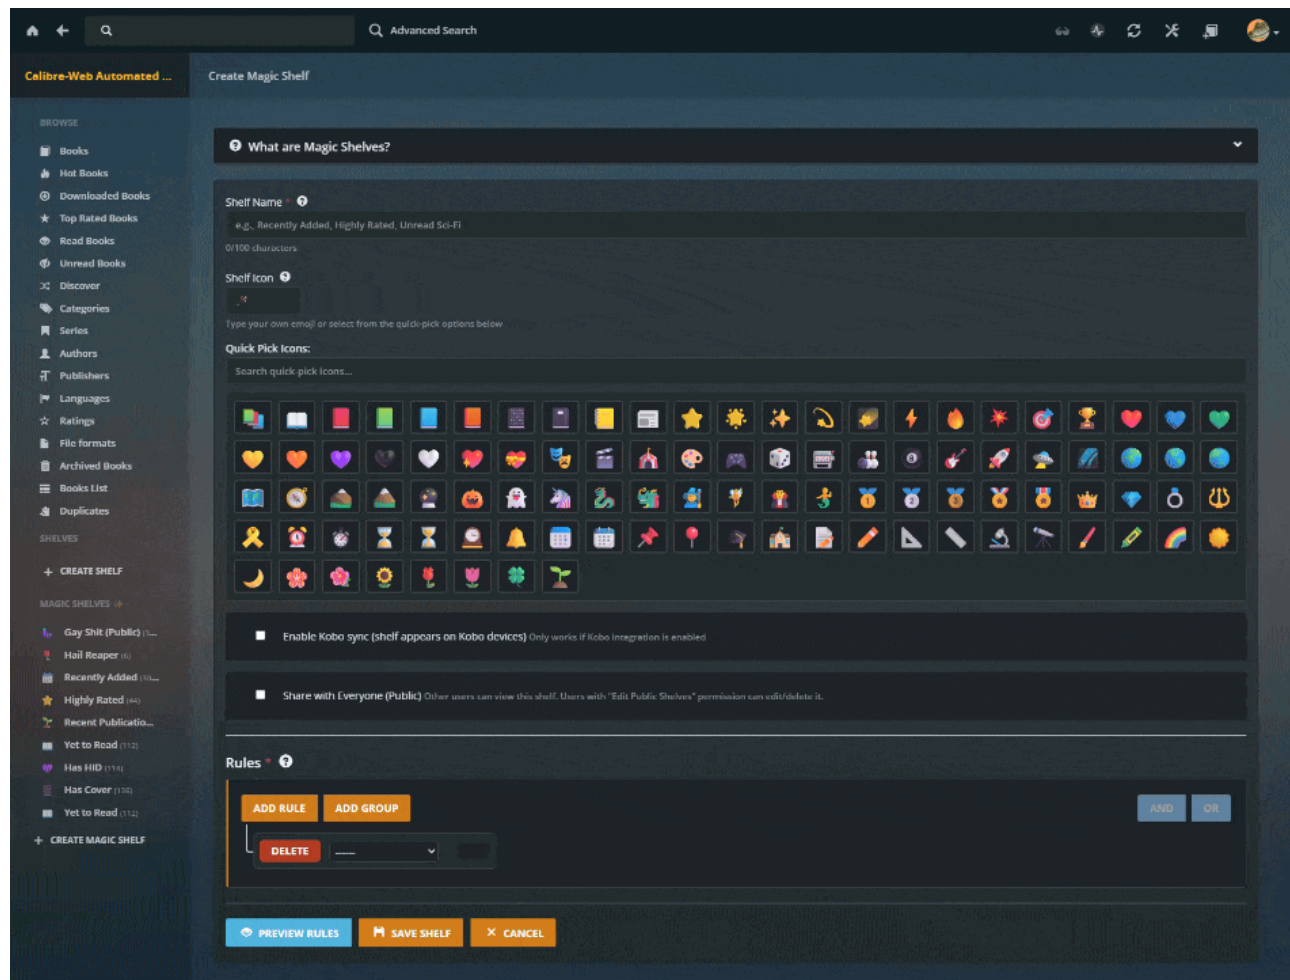 Advanced Search
Calibre-Web Automated ...
Create Magic Shelf
BROWSE
Books
Hot Books
Downloaded Books
Top Rated Books
Read Books
Unread Books
Discover
Categories
Series
Authors
Publishers
Languages
Ratings
File formats
Archived Books
Books List
Duplicates
SHELVES
+ CREATE SHELF
MAGIC SHELVES
Gay Shit (Public)
Hail Reaper (6)
Recently Added
Highly Rated (44)
Recent Publicatio...
Yet to Read (112)
Has HID (114)
Has Cover
Yet to Read (112)
+ CREATE MAGIC SHELF
What are Magic Shelves?
Shelf Name *
e.g., Recently Added, Highly Rated, Unread Sci-Fi
0/100 characters
Shelf Icon
Type your own emoji or select from the quick-pick options below
Quick Pick Icons:
Search quick-pick icons...
Enable Kobo sync (shelf appears on Kobo devices) Only works if Kobo integration is enabled
Share with Everyone (Public) Other users can view this shelf. Users with "Edit Public Shelves" permission can edit/delete it.
Rules *
ADD RULE ADD GROUP AND OR
DELETE ------
PREVIEW RULES SAVE SHELF × CANCEL